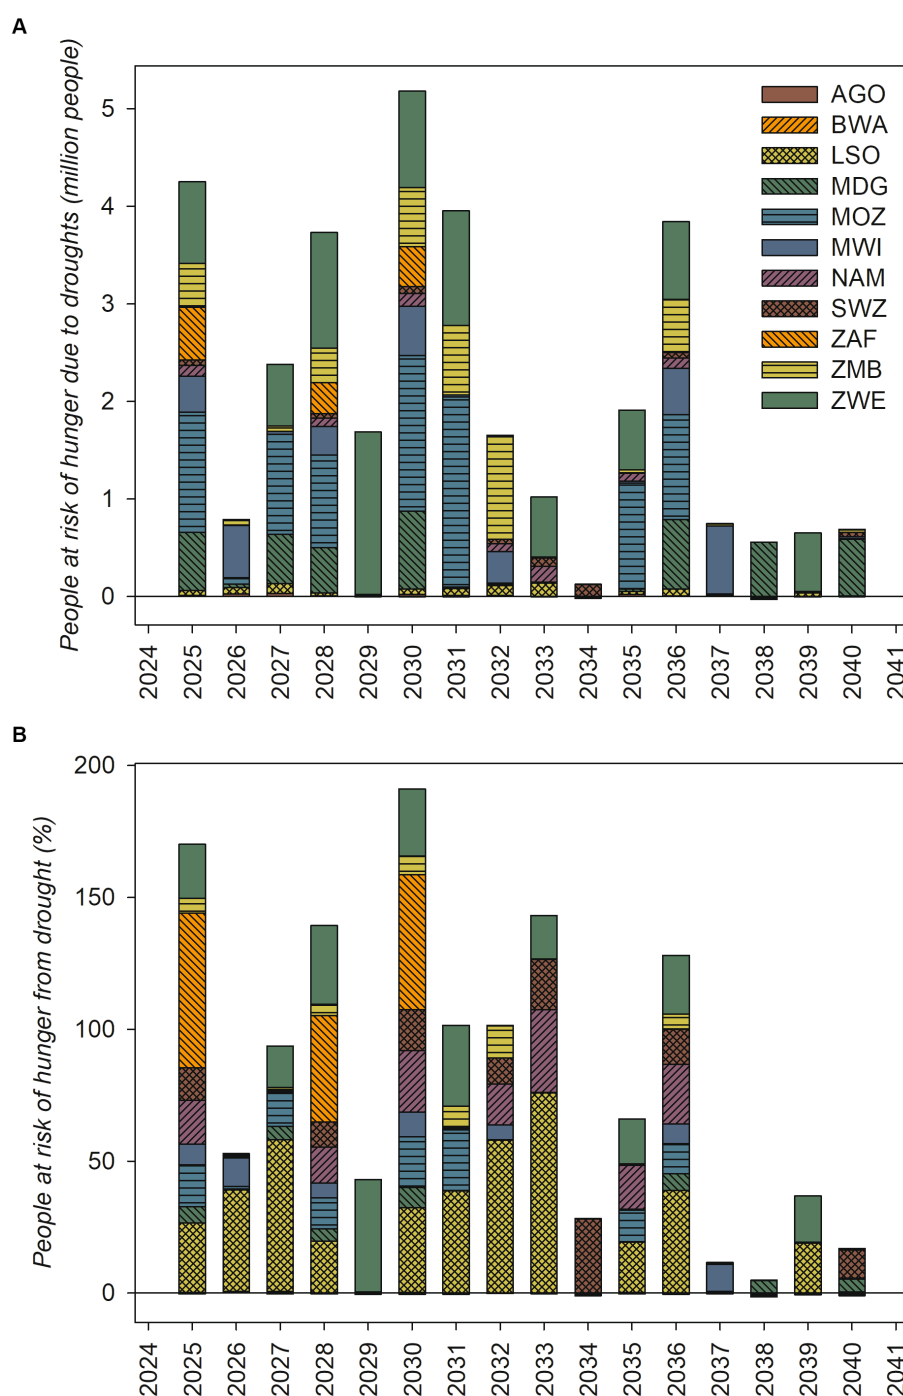 A
People at risk of hunger due to droughts (million people)
5
4
3
2
1
0
AGO
BWA
LSO
MDG
MOZ
MWI
NAM
SWZ
ZAF
ZMB
ZWE
2024 2025 2026 2027 2028 2029 2030 2031 2032 2033 2034 2035 2036 2037 2038 2039 2040 2041
B
People at risk of hunger from drought (%)
200
150
100
50
0
2024 2025 2026 2027 2028 2029 2030 2031 2032 2033 2034 2035 2036 2037 2038 2039 2040 2041